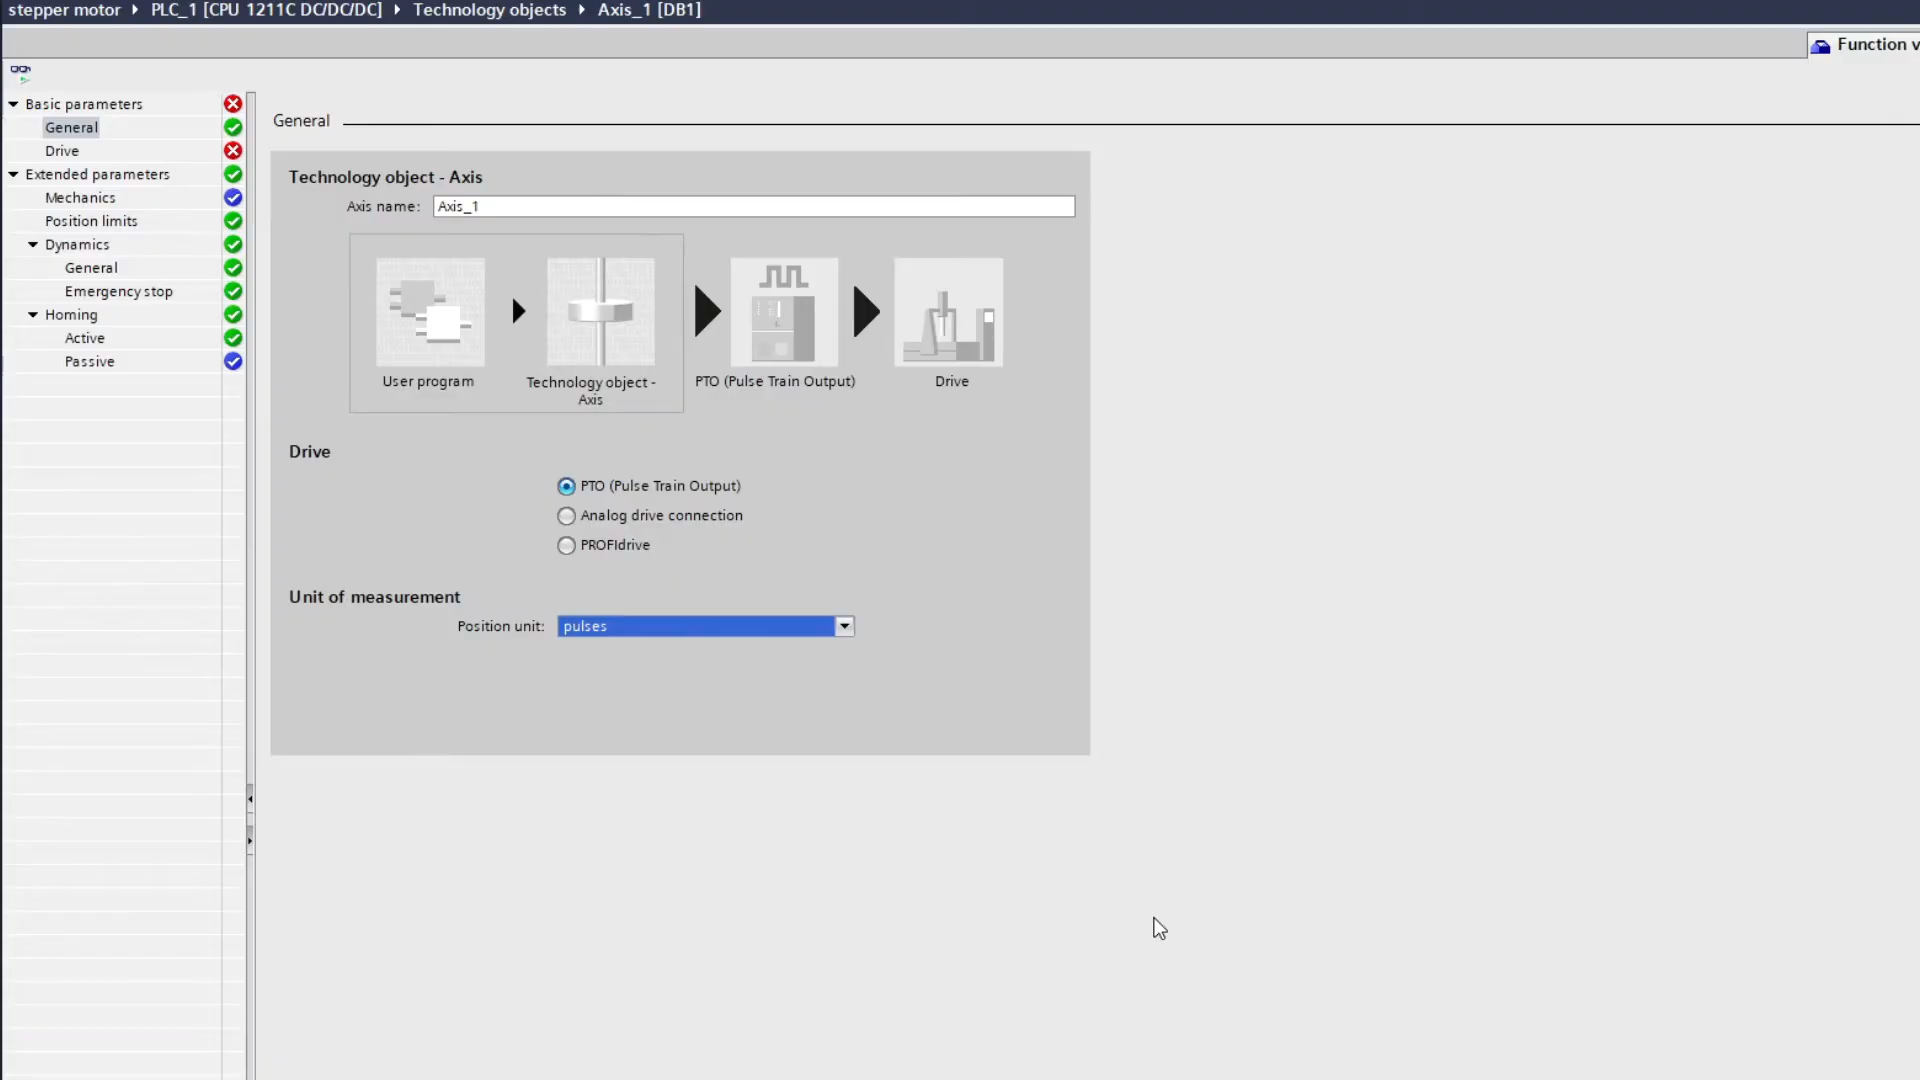 stepper motor PLC_1 [CPU 1211C DC/DC/DC] Technology objects Axis_1 [DB1]
Function v
Basic parameters
General
Drive
Extended parameters
Mechanics
Position limits
Dynamics
General
Emergency stop
Homing
Active
Passive
General
Technology object - Axis
Axis name: Axis_1
User program
Technology object - Axis
PTO (Pulse Train Output)
Drive
Drive
PTO (Pulse Train Output)
Analog drive connection
PROFIdrive
Unit of measurement
Position unit: pulses